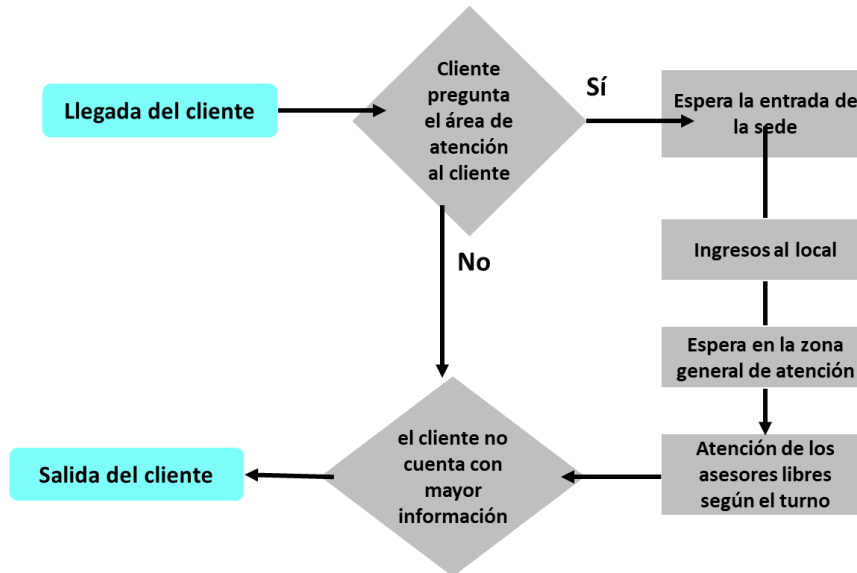 Llegada del cliente
Cliente
pregunta
el área de
atención
al cliente
Sí
Espera la entrada de
la sede
Ingresos al local
No
Espera en la zona
general de atención
Atención de los
asesores libres
según el turno
el cliente no
cuenta con
mayor
información
Salida del cliente